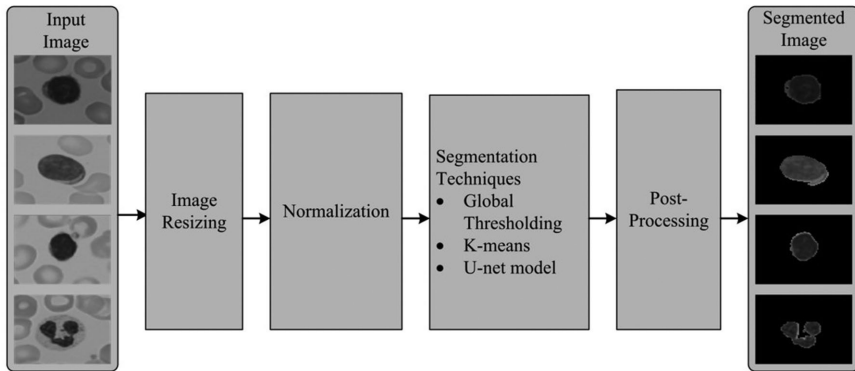 Input
Image
Image
Resizing
Normalization
Segmentation
Techniques
• Global
Thresholding
• K-means
• U-net model
Post-
Processing
Segmented
Image